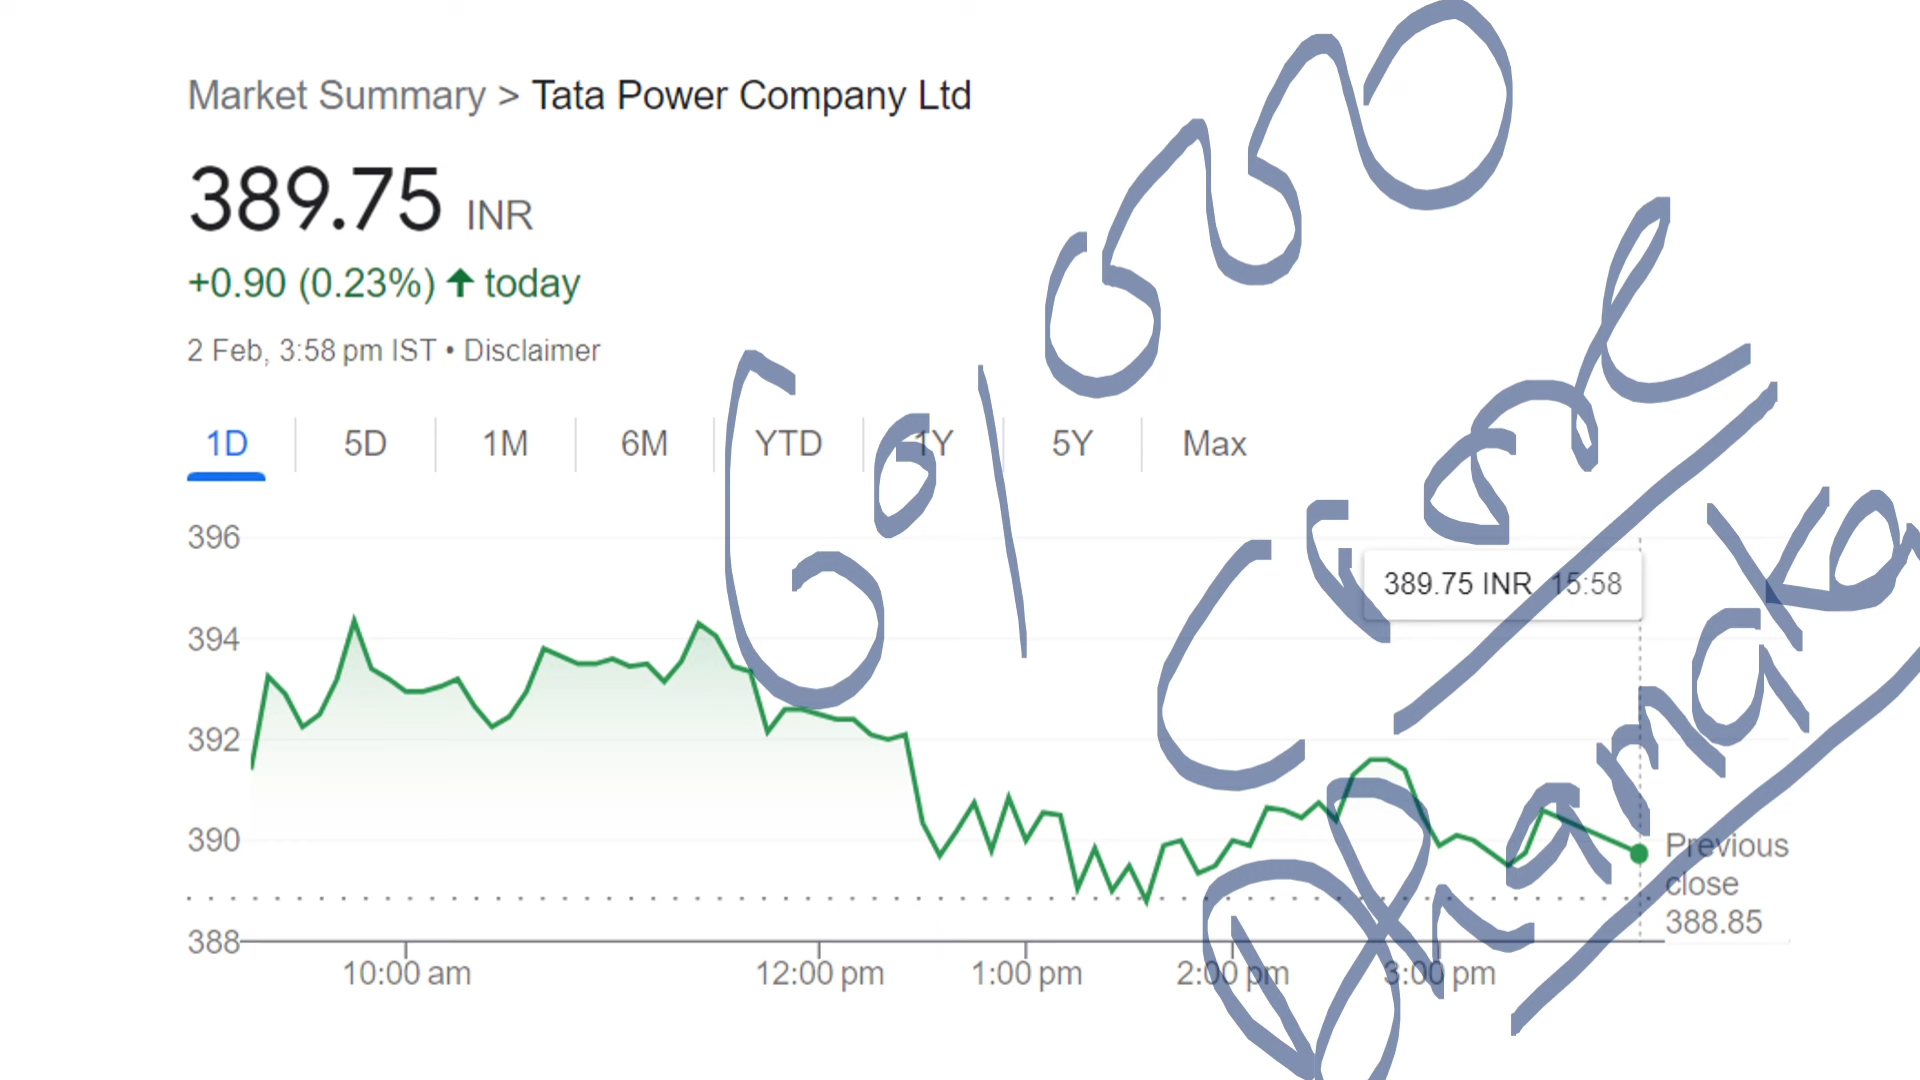 Market Summary > Tata Power Company Ltd
389.75 INR
+0.90 (0.23%) ↑ today
2 Feb, 3:58 pm IST • Disclaimer
1D 5D 1M 6M YTD 1Y 5Y Max
396
394
392
390
388
389.75 INR 15:58
Previous
close
388.85
10:00 am 12:00 pm 1:00 pm 2:00 pm 3:00 pm
Cash
Dhamaka